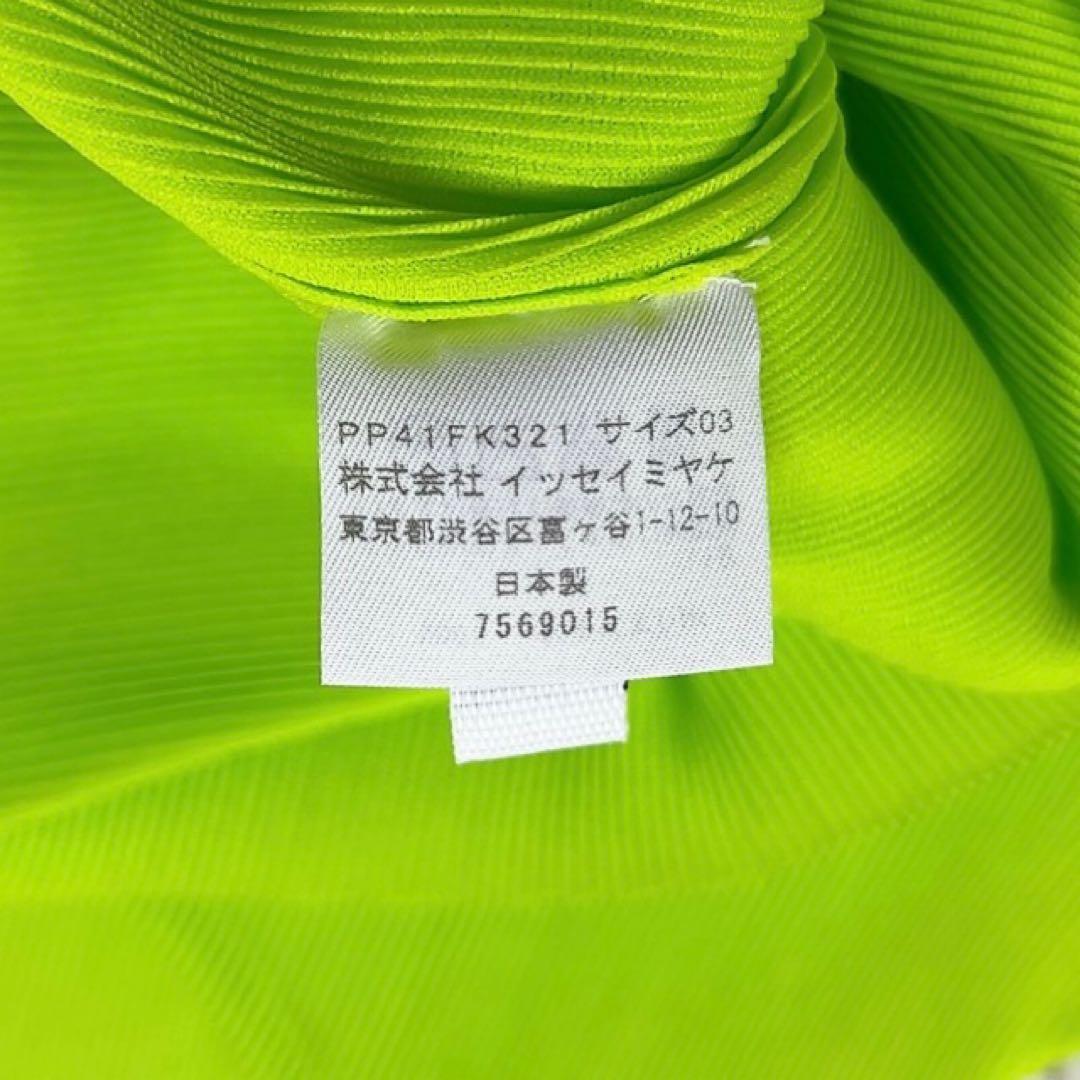 PP41FK321 サイズ03
株式会社 イッセイミヤケ
東京都渋谷区富ヶ谷1-12-10
日本製
7569015